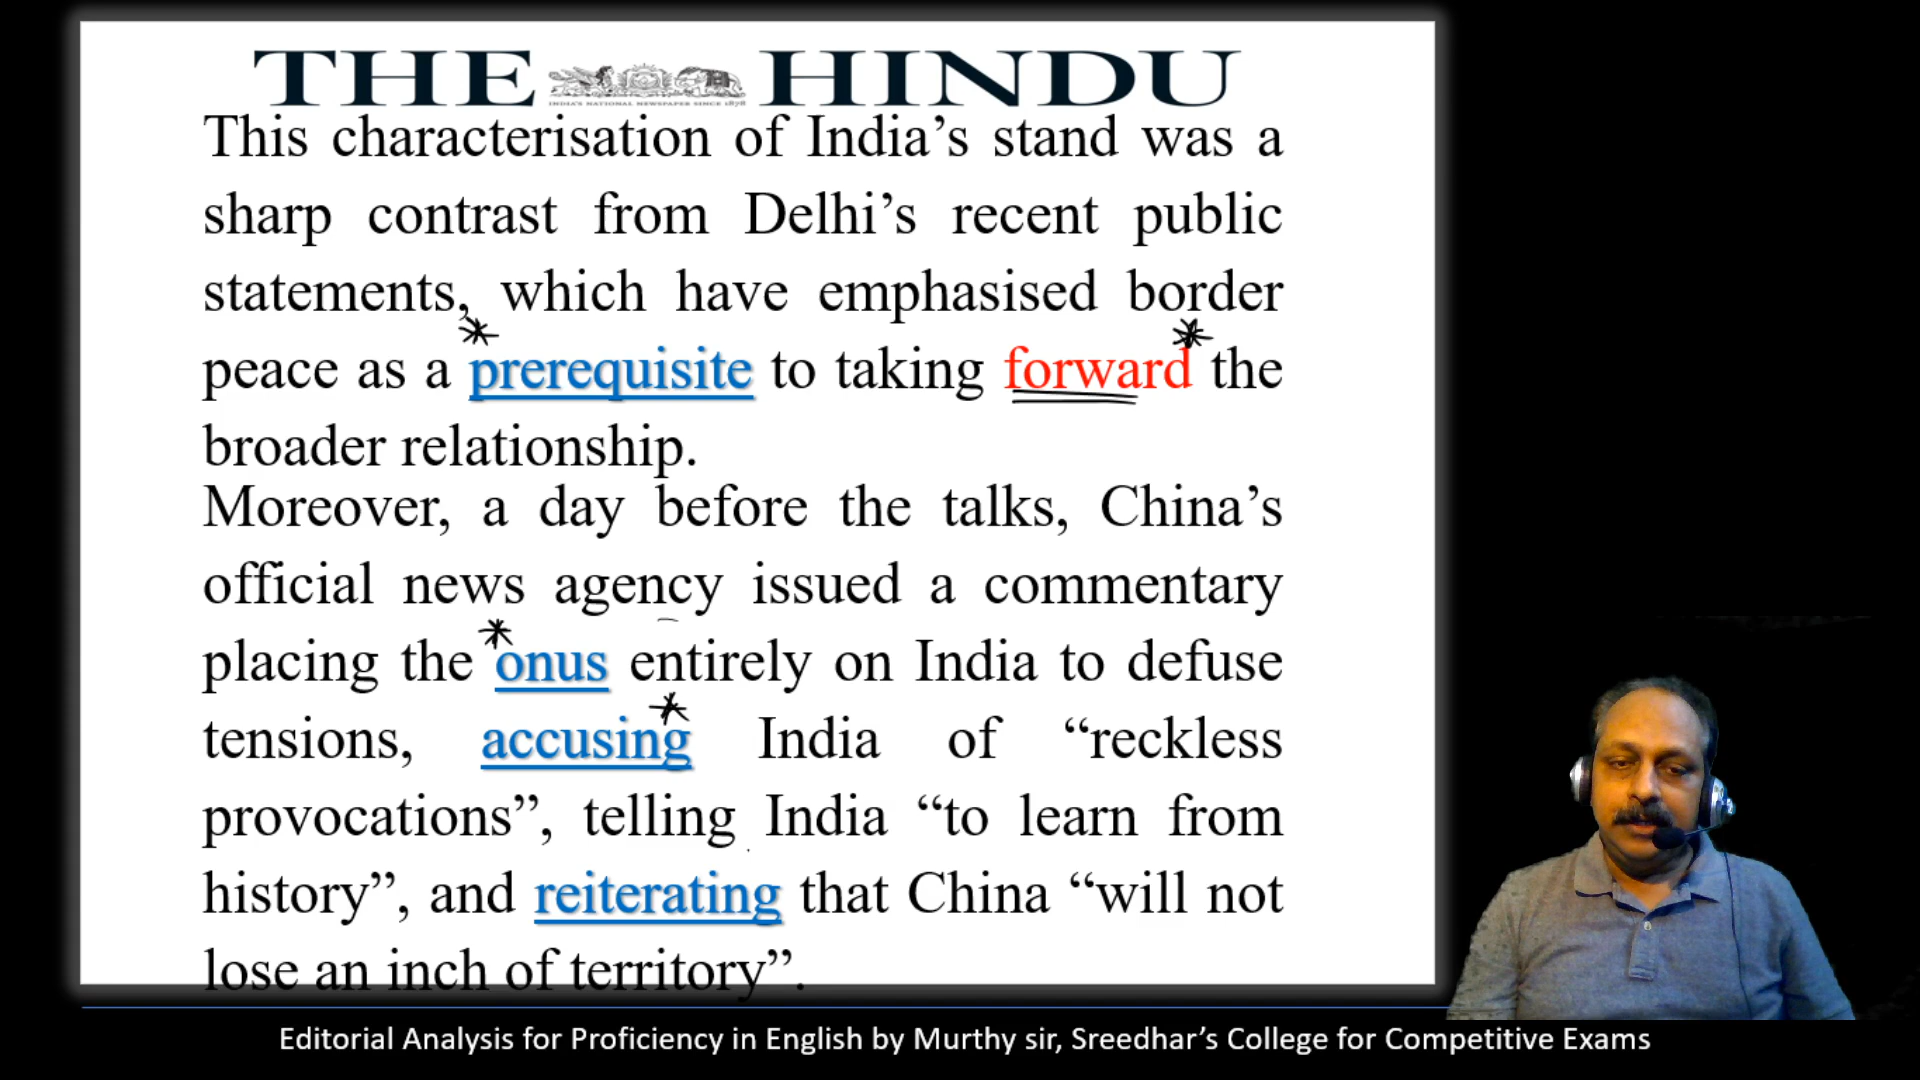 THE HINDU
INDIA'S NATIONAL NEWSPAPER SINCE 1878
This characterisation of India’s stand was a
sharp contrast from Delhi’s recent public
statements, which have emphasised border
peace as a prerequisite to taking forward the
broader relationship.
Moreover, a day before the talks, China’s
official news agency issued a commentary
placing the onus entirely on India to defuse
tensions, accusing India of “reckless
provocations”, telling India “to learn from
history”, and reiterating that China “will not
lose an inch of territory”.
Editorial Analysis for Proficiency in English by Murthy sir, Sreedhar’s College for Competitive Exams